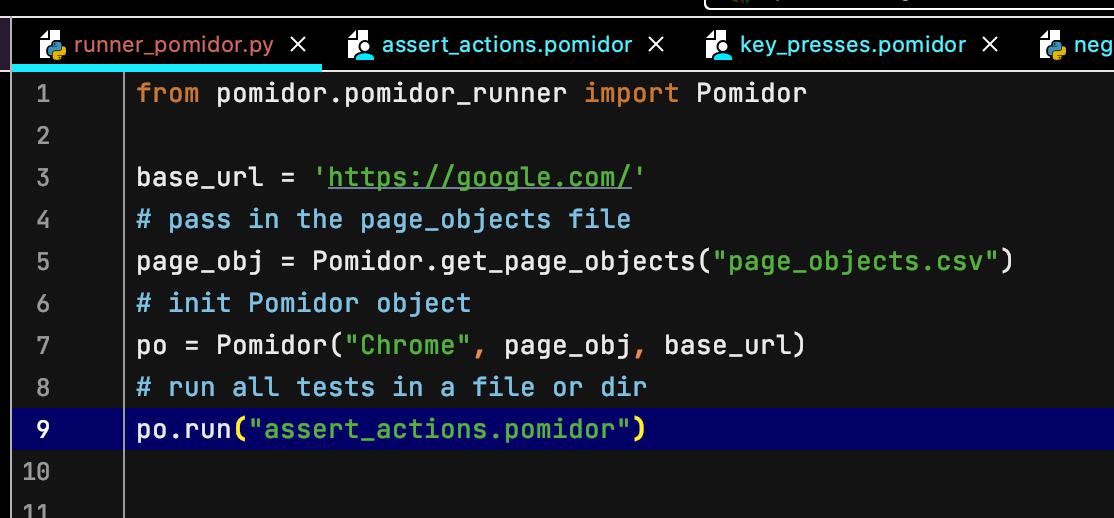 runner_pomidor.py assert_actions.pomidor key_presses.pomidor neg
1 from pomidor.pomidor_runner import Pomidor
2
3 base_url = 'https://google.com/'
4 # pass in the page_objects file
5 page_obj = Pomidor.get_page_objects("page_objects.csv")
6 # init Pomidor object
7 po = Pomidor("Chrome", page_obj, base_url)
8 # run all tests in a file or dir
9 po.run("assert_actions.pomidor")
10
11